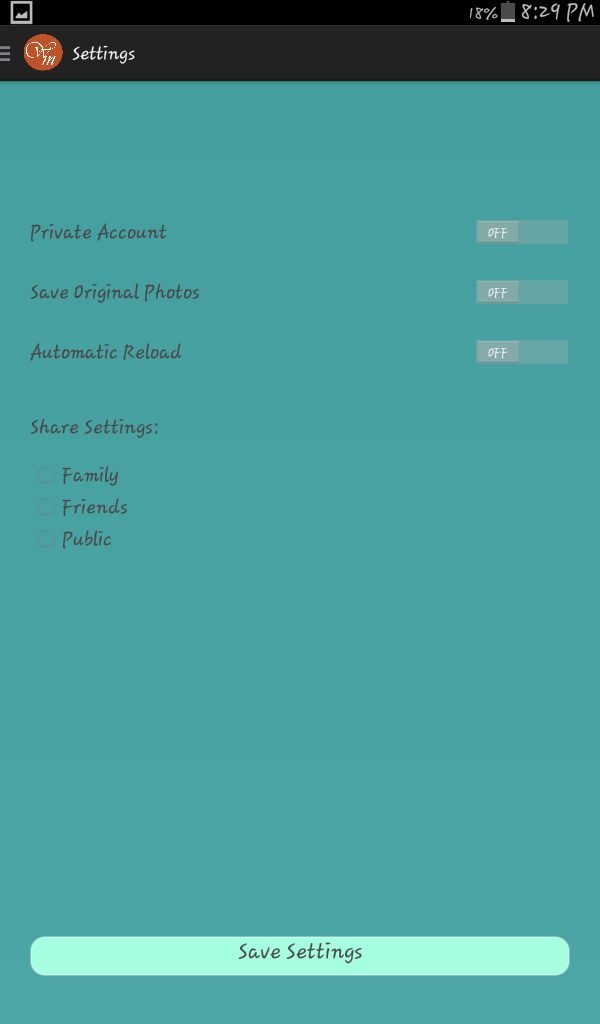 18% 8:29 PM
Wm Settings
Private Account OFF
Save Original Photos OFF
Automatic Reload OFF
Share Settings:
Family
Friends
Public
Save Settings